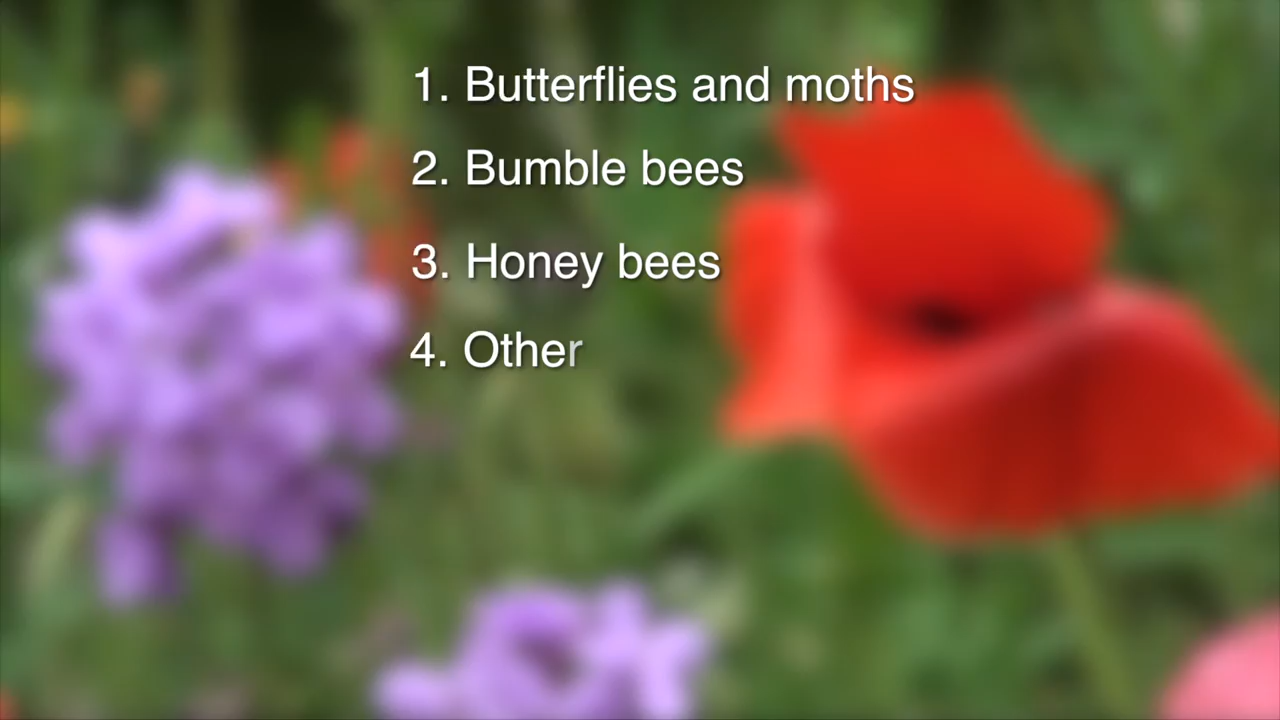 1. Butterflies and moths
2. Bumble bees
3. Honey bees
4. Other